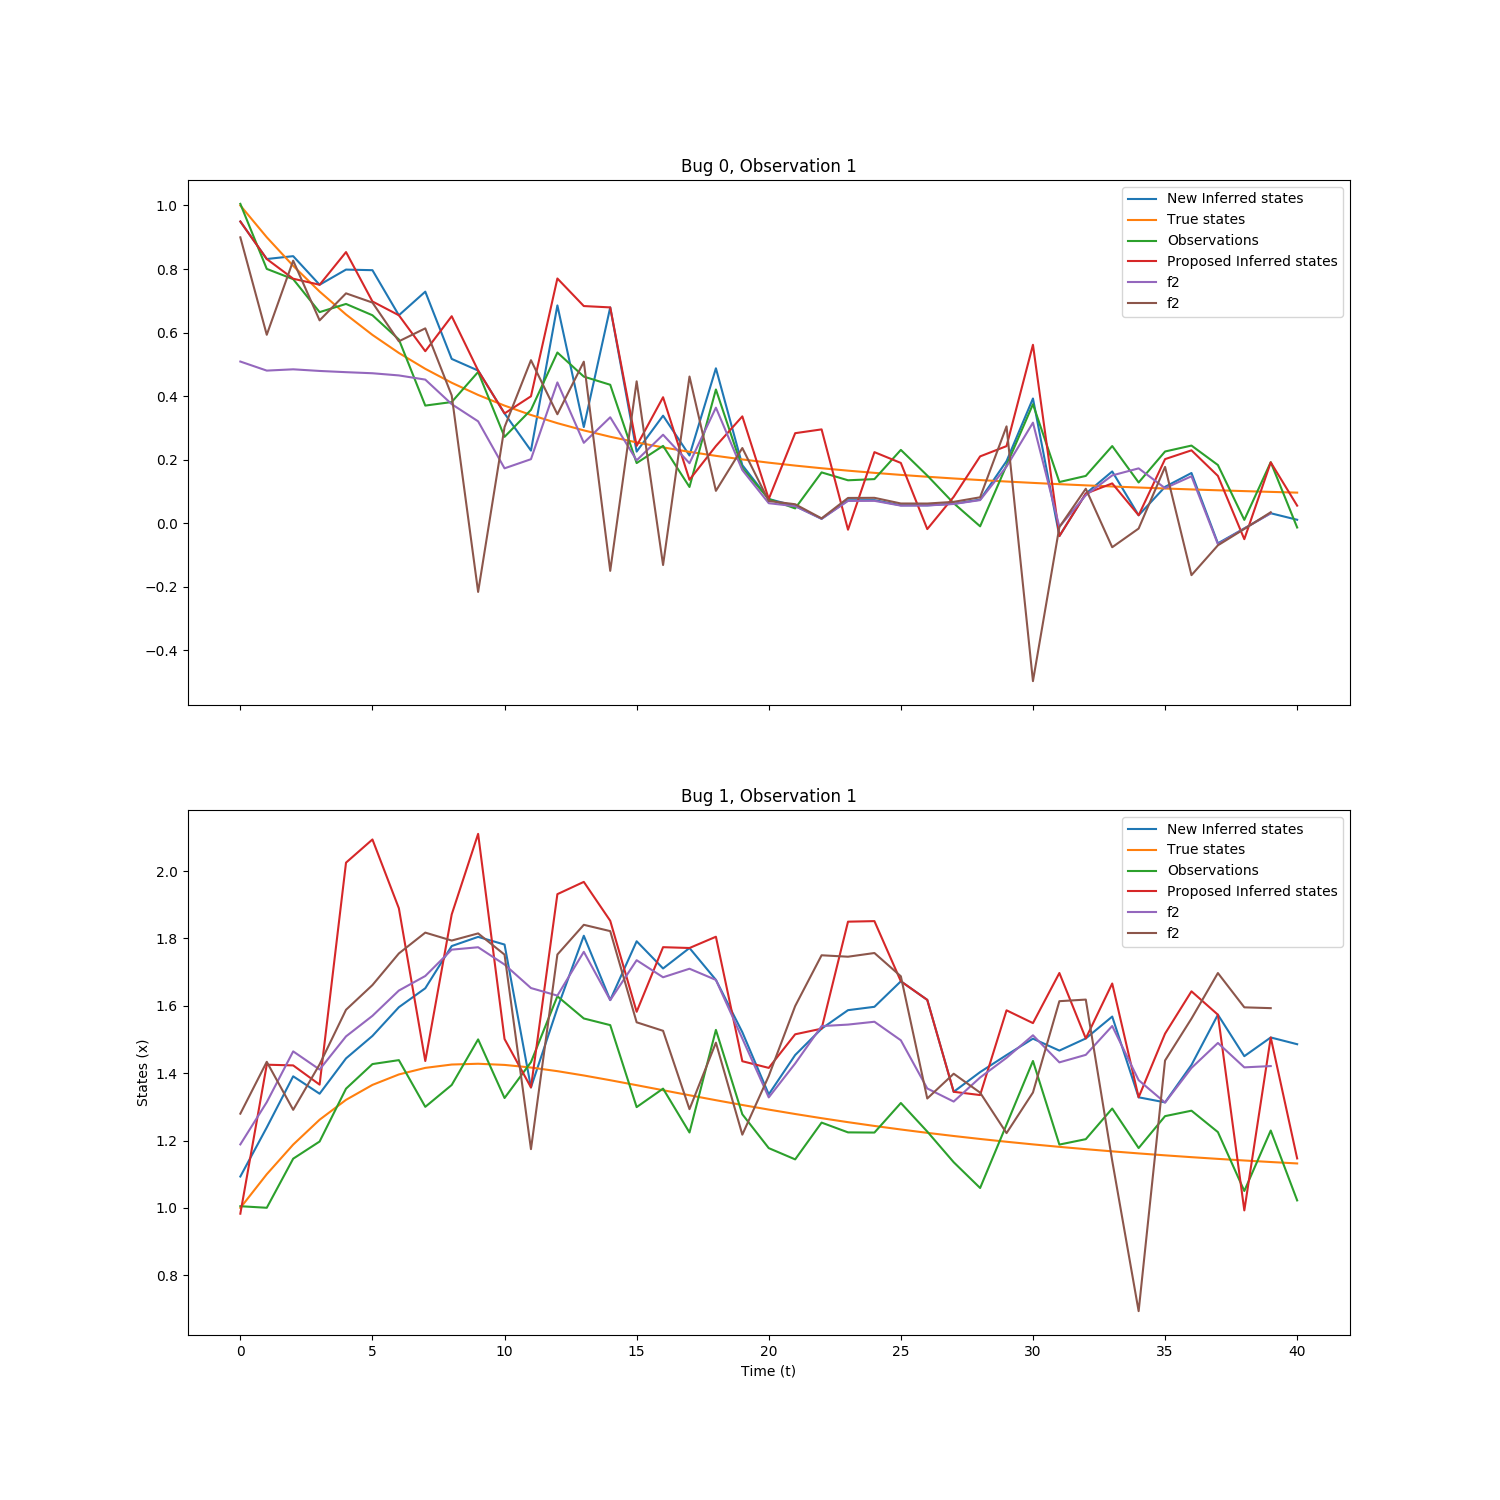 Bug 0, Observation 1
1.0
0.8
0.6
0.4
0.2
0.0
−0.2
−0.4
New Inferred states
True states
Observations
Proposed Inferred states
f2
f2
Bug 1, Observation 1
States (x)
2.0
1.8
1.6
1.4
1.2
1.0
0.8
New Inferred states
True states
Observations
Proposed Inferred states
f2
f2
0 5 10 15 20 25 30 35 40
Time (t)